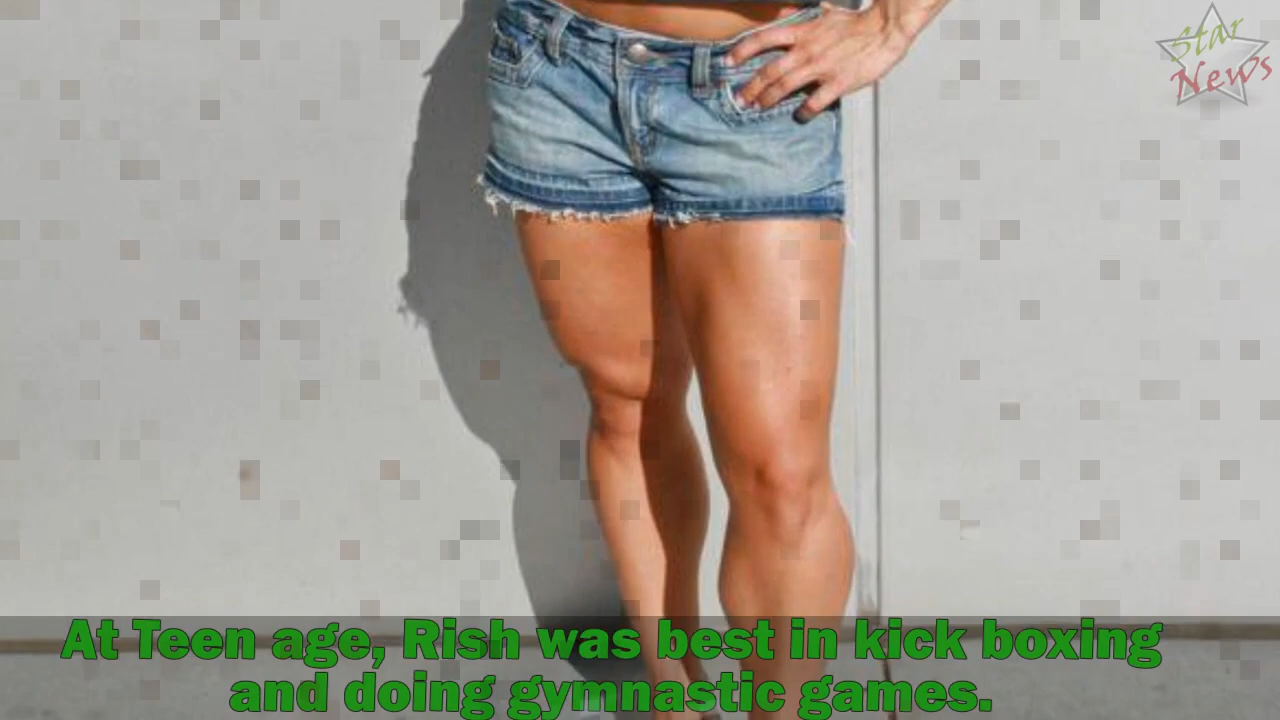 Star
News
At Teen age, Rish was best in kick boxing
and doing gymnastic games.